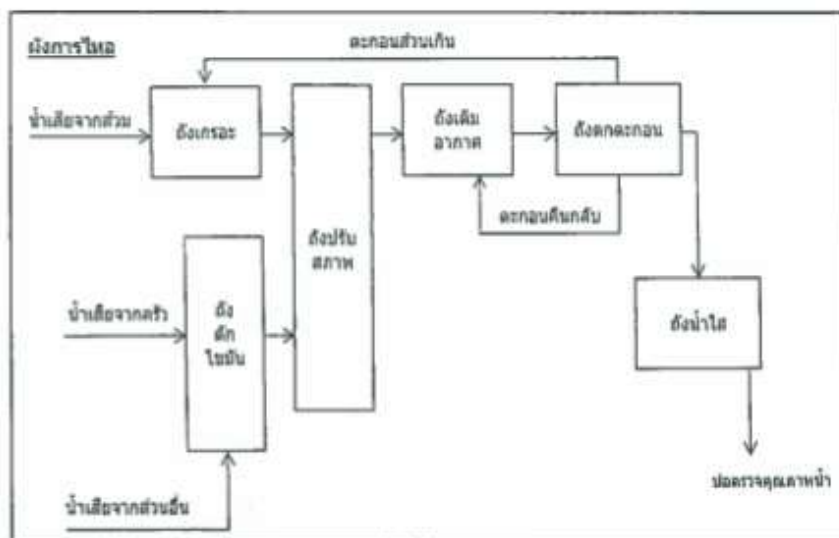 ผังการไหล
ตะกอนส่วนเกิน
น้ำเสียจากส้วม
ถังเกรอะ
ถังเติม
อากาศ
ถังตกตะกอน
ตะกอนคืนกลับ
ถังปรับ
สภาพ
น้ำเสียจากครัว
ถัง
ดัก
ไขมัน
ถังน้ำใส
น้ำเสียจากส่วนอื่น
บ่อตรวจคุณภาพน้ำ